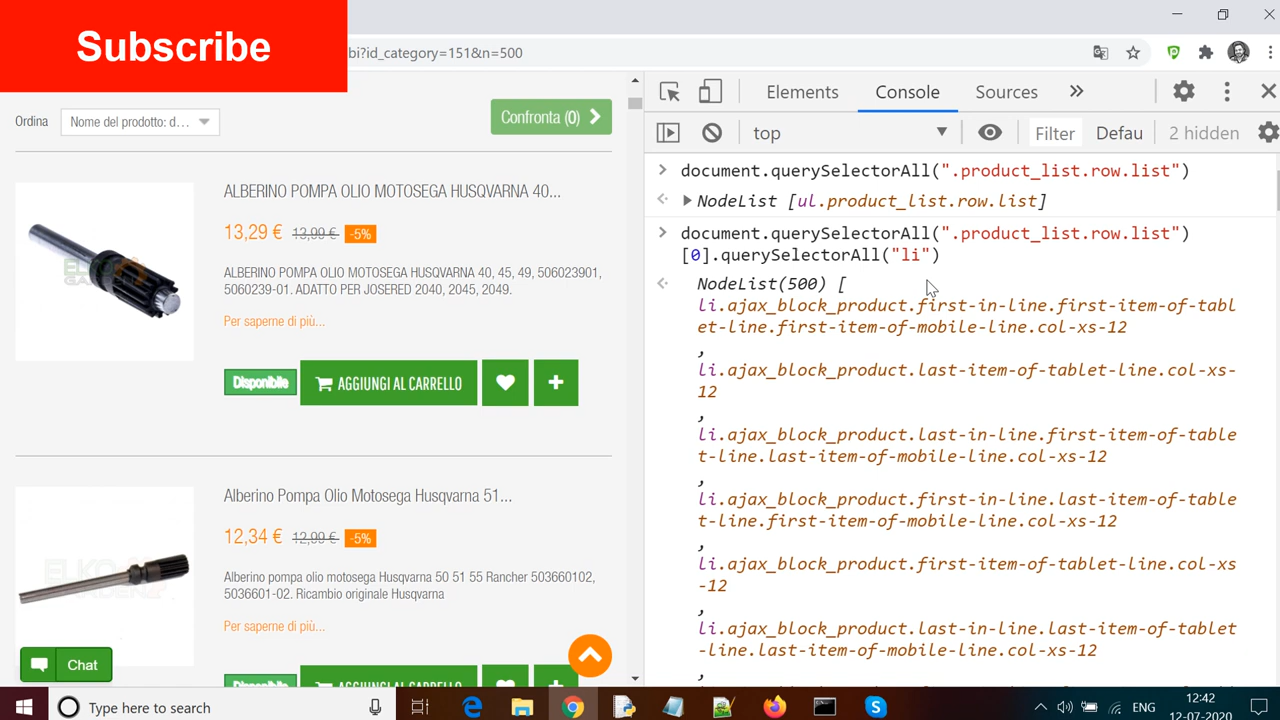 Subscribe
bi?id_category=151&n=500
Ordina
Nome del prodotto: d...
Confronta (0)
ALBERINO POMPA OLIO MOTOSEGA HUSQVARNA 40...
13,29 € 13,99 € -5%
ALBERINO POMPA OLIO MOTOSEGA HUSQVARNA 40, 45, 49, 506023901,
5060239-01. ADATTO PER JOSERED 2040, 2045, 2049.
Per saperne di più...
Disponibile
AGGIUNGI AL CARRELLO
Alberino Pompa Olio Motosega Husqvarna 51...
12,34 € 12,99 € -5%
Alberino pompa olio motosega Husqvarna 50 51 55 Rancher 503660102,
5036601-02. Ricambio originale Husqvarna
Per saperne di più...
Disponibile
AGGIUNGI AL CARRELLO
Chat
Elements
Console
Sources
top
Filter
Defau
2 hidden
document.querySelectorAll(".product_list.row.list")
NodeList [ul.product_list.row.list]
document.querySelectorAll(".product_list.row.list")
[0].querySelectorAll("li")
NodeList(500) [
li.ajax_block_product.first-in-line.first-item-of-tabl
et-line.first-item-of-mobile-line.col-xs-12
,
li.ajax_block_product.last-item-of-tablet-line.col-xs-
12
,
li.ajax_block_product.last-in-line.first-item-of-table
t-line.last-item-of-mobile-line.col-xs-12
,
li.ajax_block_product.first-in-line.last-item-of-table
t-line.first-item-of-mobile-line.col-xs-12
,
li.ajax_block_product.first-item-of-tablet-line.col-xs
-12
,
li.ajax_block_product.last-in-line.last-item-of-tablet
-line.last-item-of-mobile-line.col-xs-12
,
Type here to search
ENG
12:42
12-07-2020